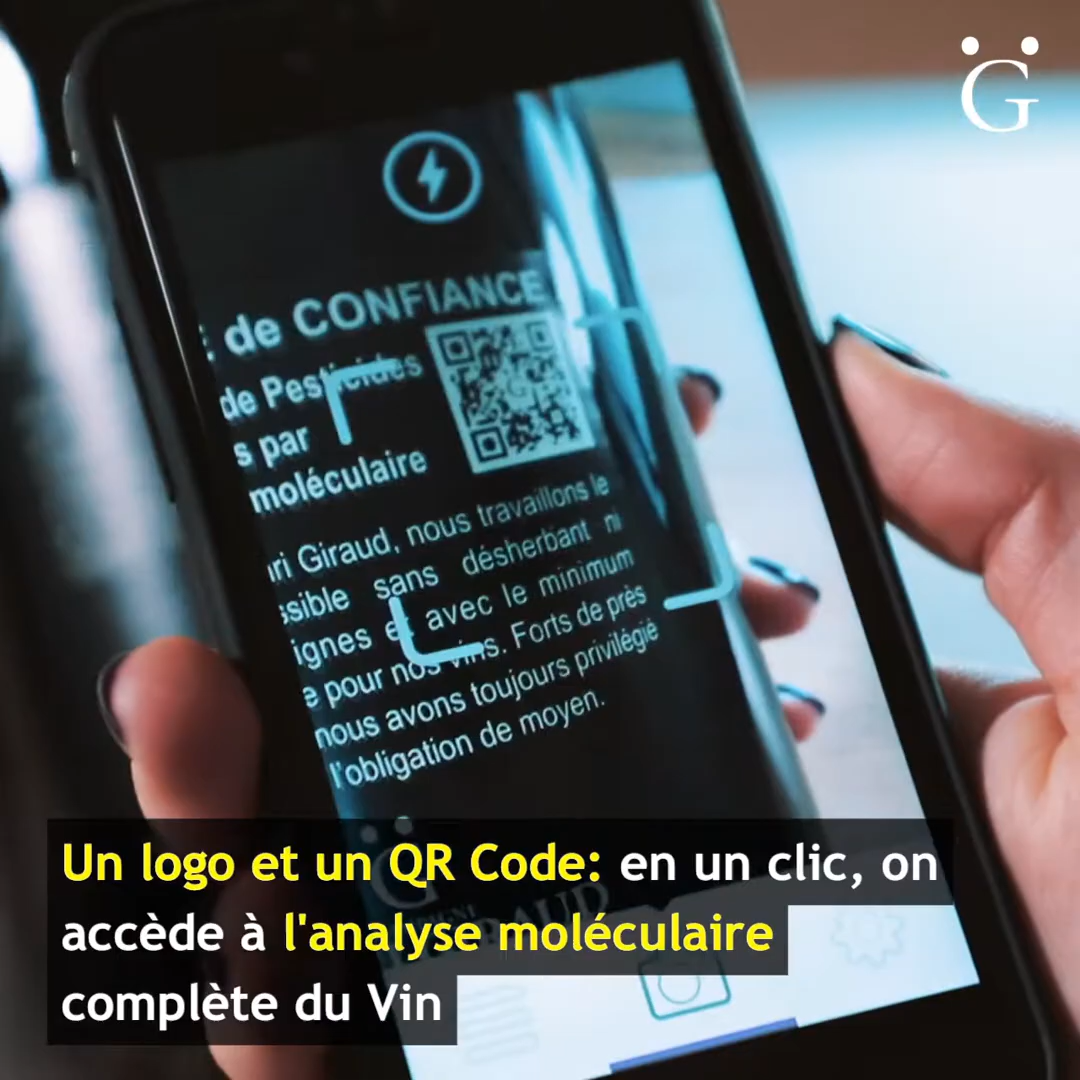 G
de CONFIANCE
de Pesticides
s par
moléculaire
ri Giraud, nous travaillons le
ssible sans désherbant ni
ignes et avec le minimum
e pour nos vins. Forts de près
nous avons toujours privilégié
l'obligation de moyen.
Un logo et un QR Code: en un clic, on
accède à l'analyse moléculaire
complète du Vin